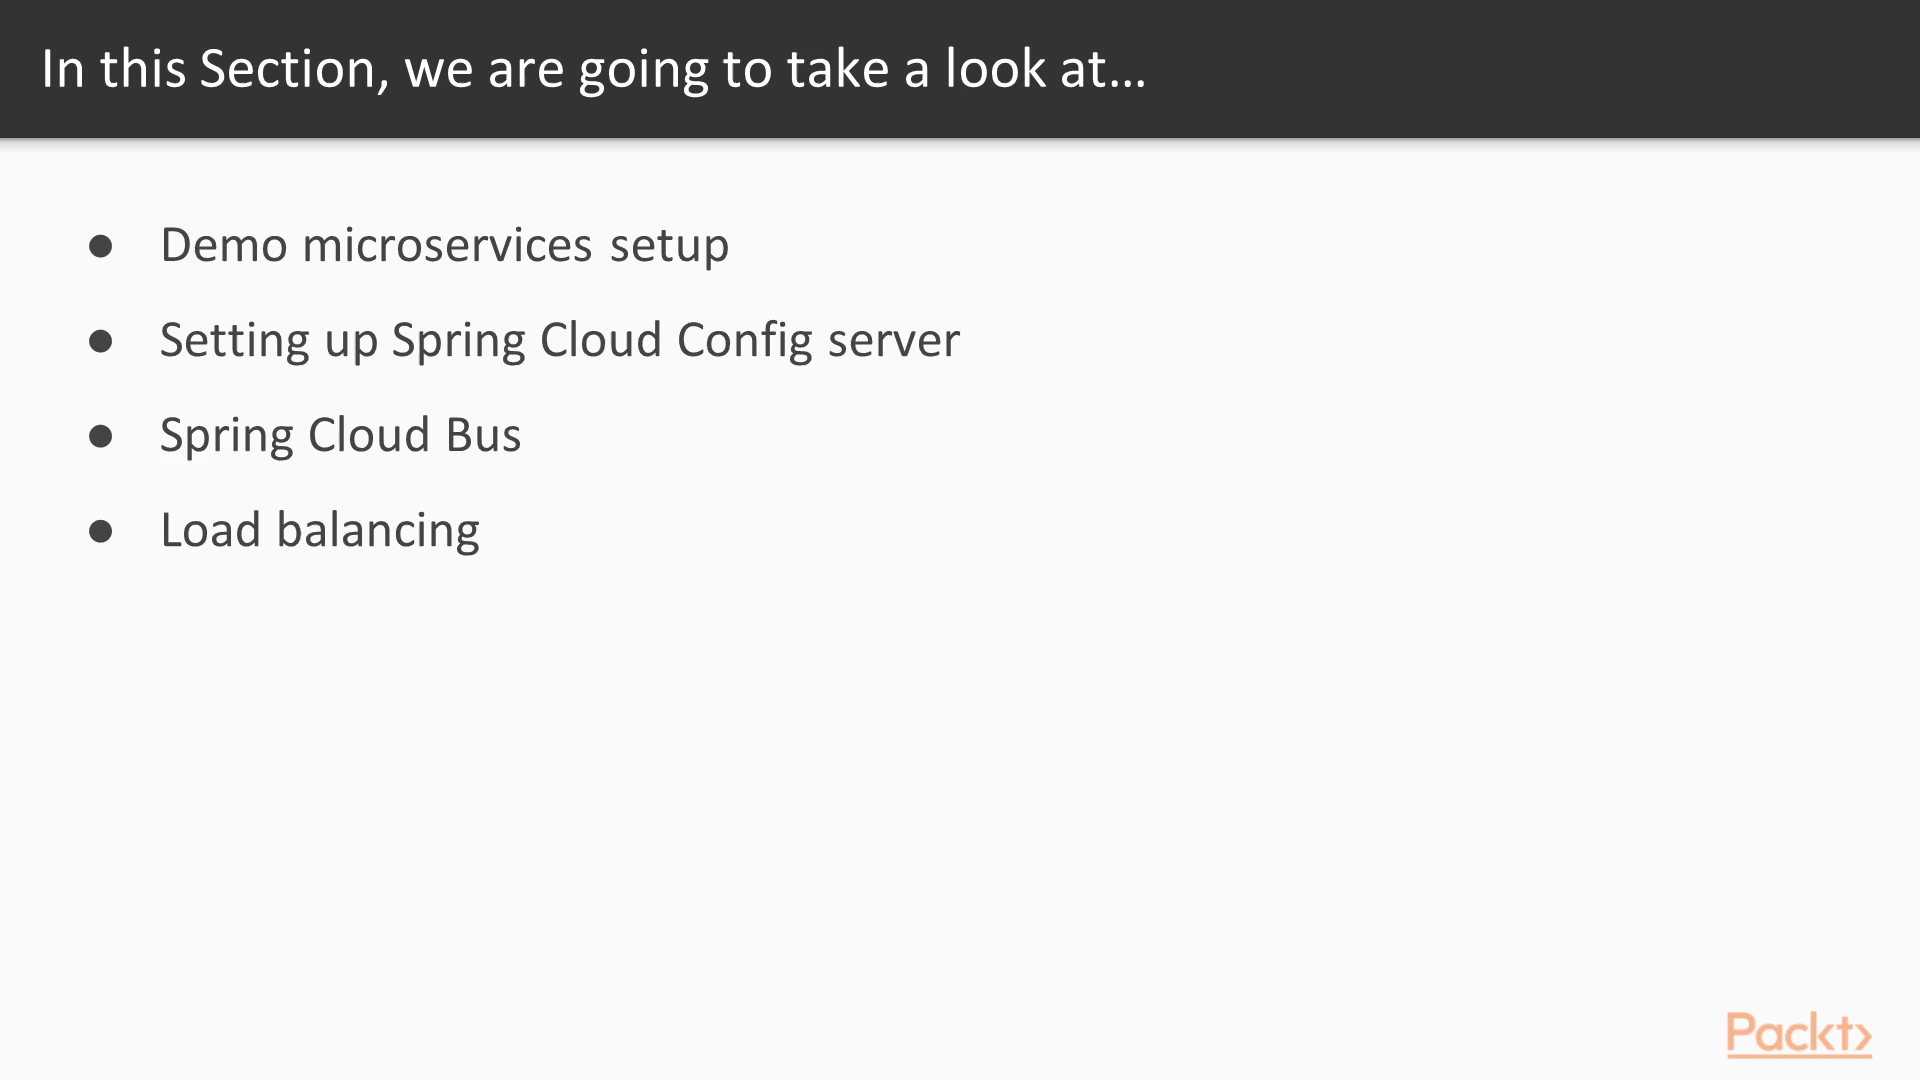 In this Section, we are going to take a look at...
● Demo microservices setup
● Setting up Spring Cloud Config server
● Spring Cloud Bus
● Load balancing
Packt>